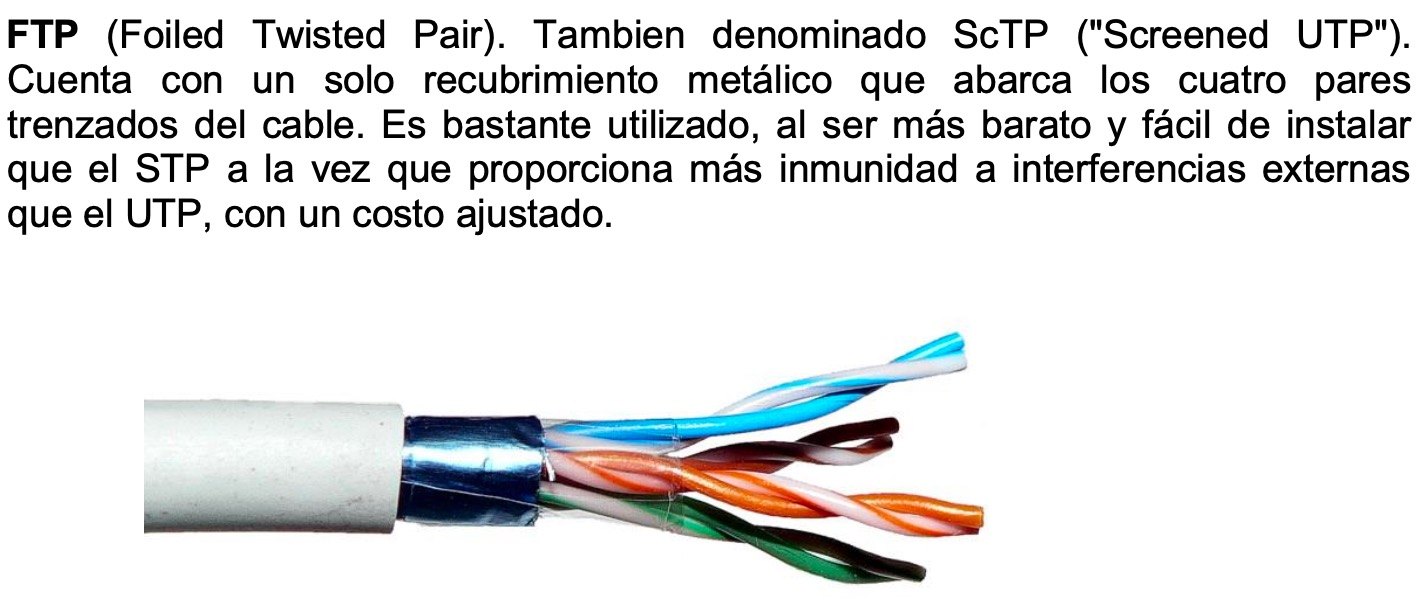 FTP (Foiled Twisted Pair). Tambien denominado ScTP ("Screened UTP").
Cuenta con un solo recubrimiento metálico que abarca los cuatro pares
trenzados del cable. Es bastante utilizado, al ser más barato y fácil de instalar
que el STP a la vez que proporciona más inmunidad a interferencias externas
que el UTP, con un costo ajustado.